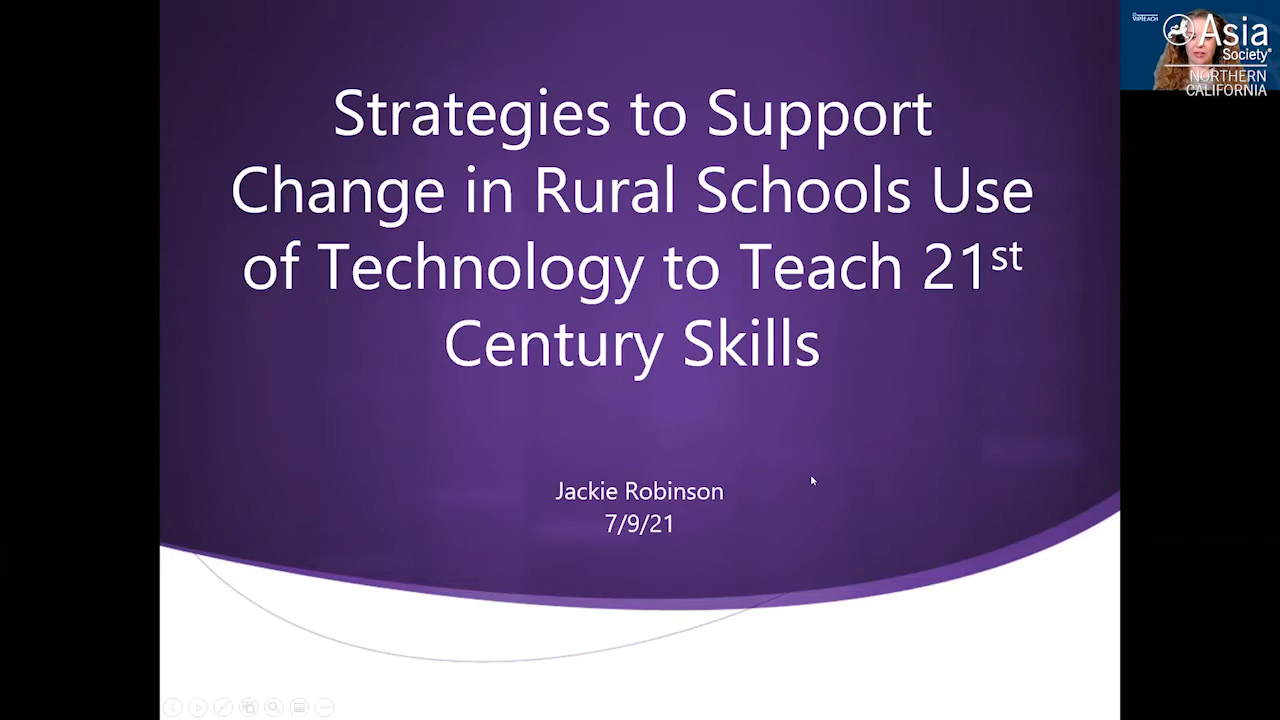 Strategies to Support
Change in Rural Schools Use
of Technology to Teach 21st
Century Skills
Jackie Robinson
7/9/21
VIPTEACH
Asia
Society
NORTHERN
CALIFORNIA